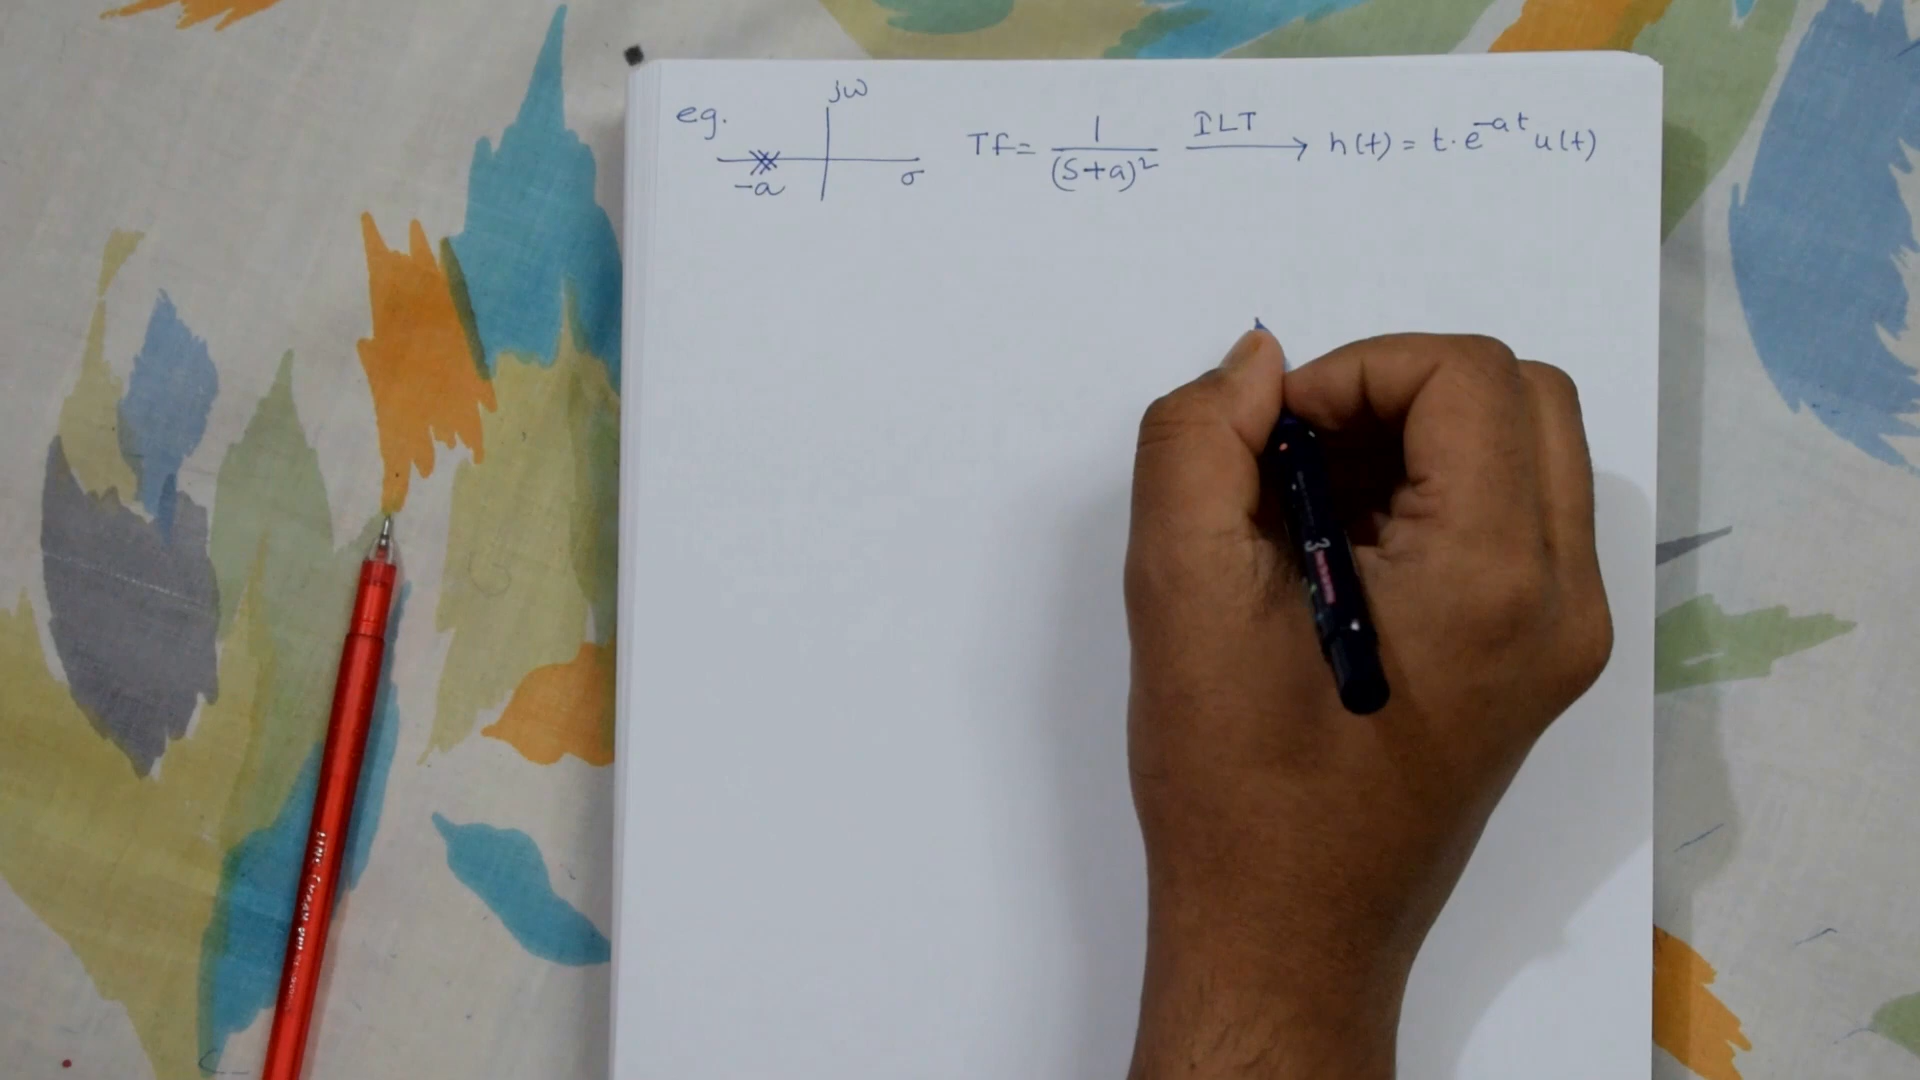 eg.
jω
-a
σ
Tf = 1/(S+a)² ILT → h(t) = t·e^-at u(t)